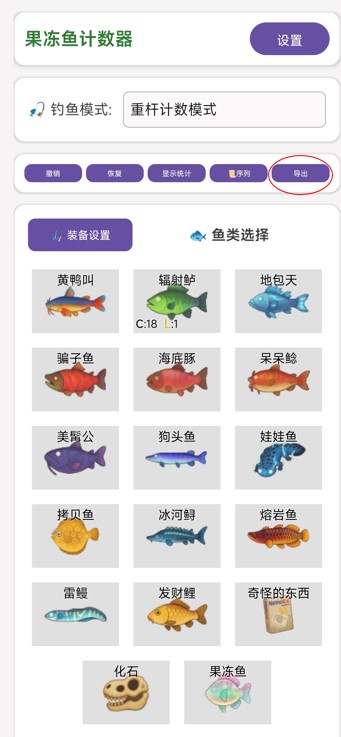 果冻鱼计数器
设置
钓鱼模式:
重杆计数模式
撤销
恢复
显示统计
序列
导出
装备设置
鱼类选择
黄鸭叫
辐射鲈
地包天
C:18 L:1
骗子鱼
海底豚
呆呆鲶
美髯公
狗头鱼
娃娃鱼
拷贝鱼
冰河鲟
熔岩鱼
雷鳗
发财鲤
奇怪的东西
化石
果冻鱼